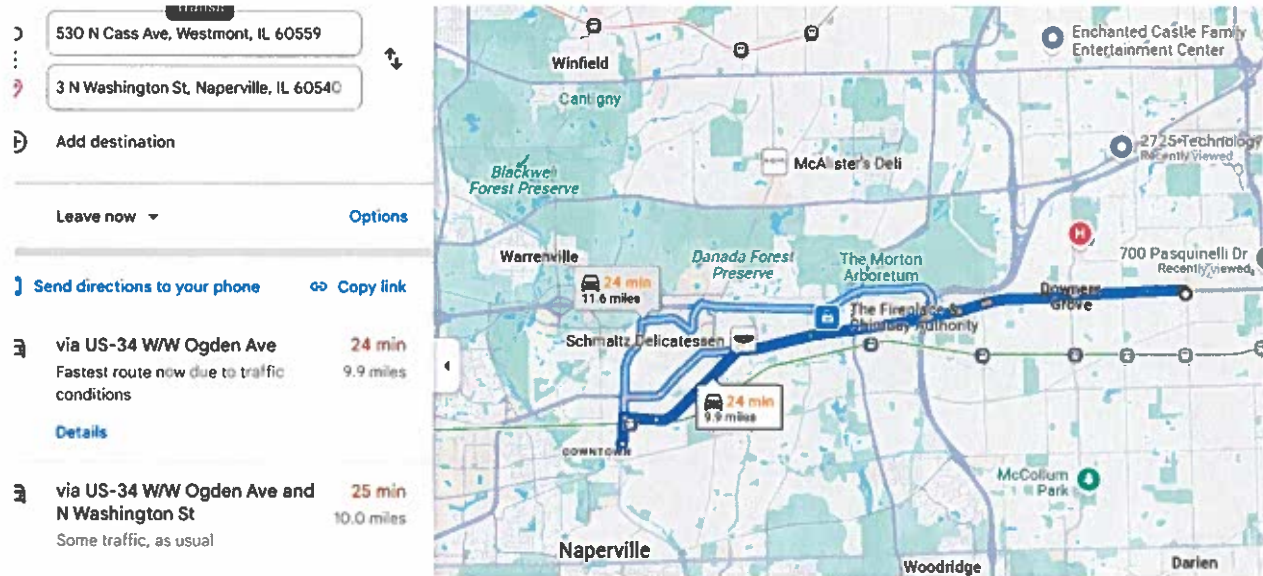 530 N Cass Ave, Westmont, IL 60559
3 N Washington St, Naperville, IL 60540
Add destination
Leave now
Options
Send directions to your phone
Copy link
via US-34 W/W Ogden Ave
24 min
Fastest route now due to traffic
9.9 miles
conditions
Details
via US-34 W/W Ogden Ave and
25 min
N Washington St
10.0 miles
Some traffic, as usual
Enchanted Castle Family
Entertainment Center
Winfield
Cantigny
2725 Technology
Recently viewed
McAlister's Deli
Blackwell
Forest Preserve
H
Warrenville
Danada Forest
Preserve
The Morton
Arboretum
700 Pasquinelli Dr
Recently viewed
24 min
11.6 miles
Downers
Grove
The Fireplace &
Chimney Authority
Schmaltz Delicatessen
24 min
9.9 miles
DOWNTOWN
McCollum
Park
Naperville
Woodridge
Darien